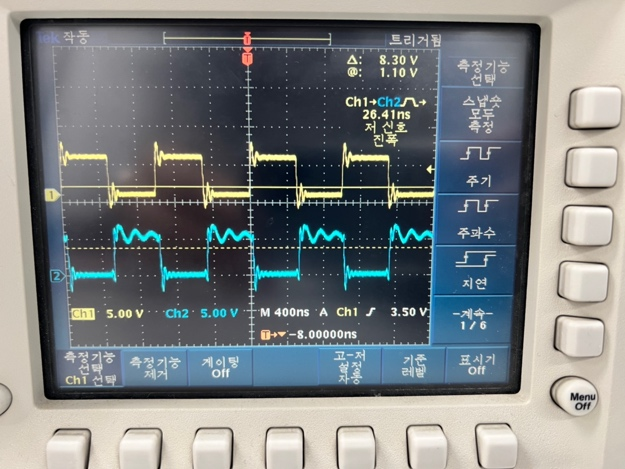 Tek 작동
트리거됨
T
T
Δ: 8.30 V
@: 1.10 V
Ch1→Ch2
26.41ns
저 신호
진폭
측정기능
선택
스냅숏
모두
측정
주기
주파수
지연
-계속-
1 / 6
1
2
Ch1 5.00 V Ch2 5.00 V M 400ns A Ch1 3.50 V
T→▾ -8.00000ns
측정기능
선택
Ch1 선택
측정기능
제거
게이팅
Off
고-저
설정
자동
기준
레벨
표시기
Off
Menu
Off